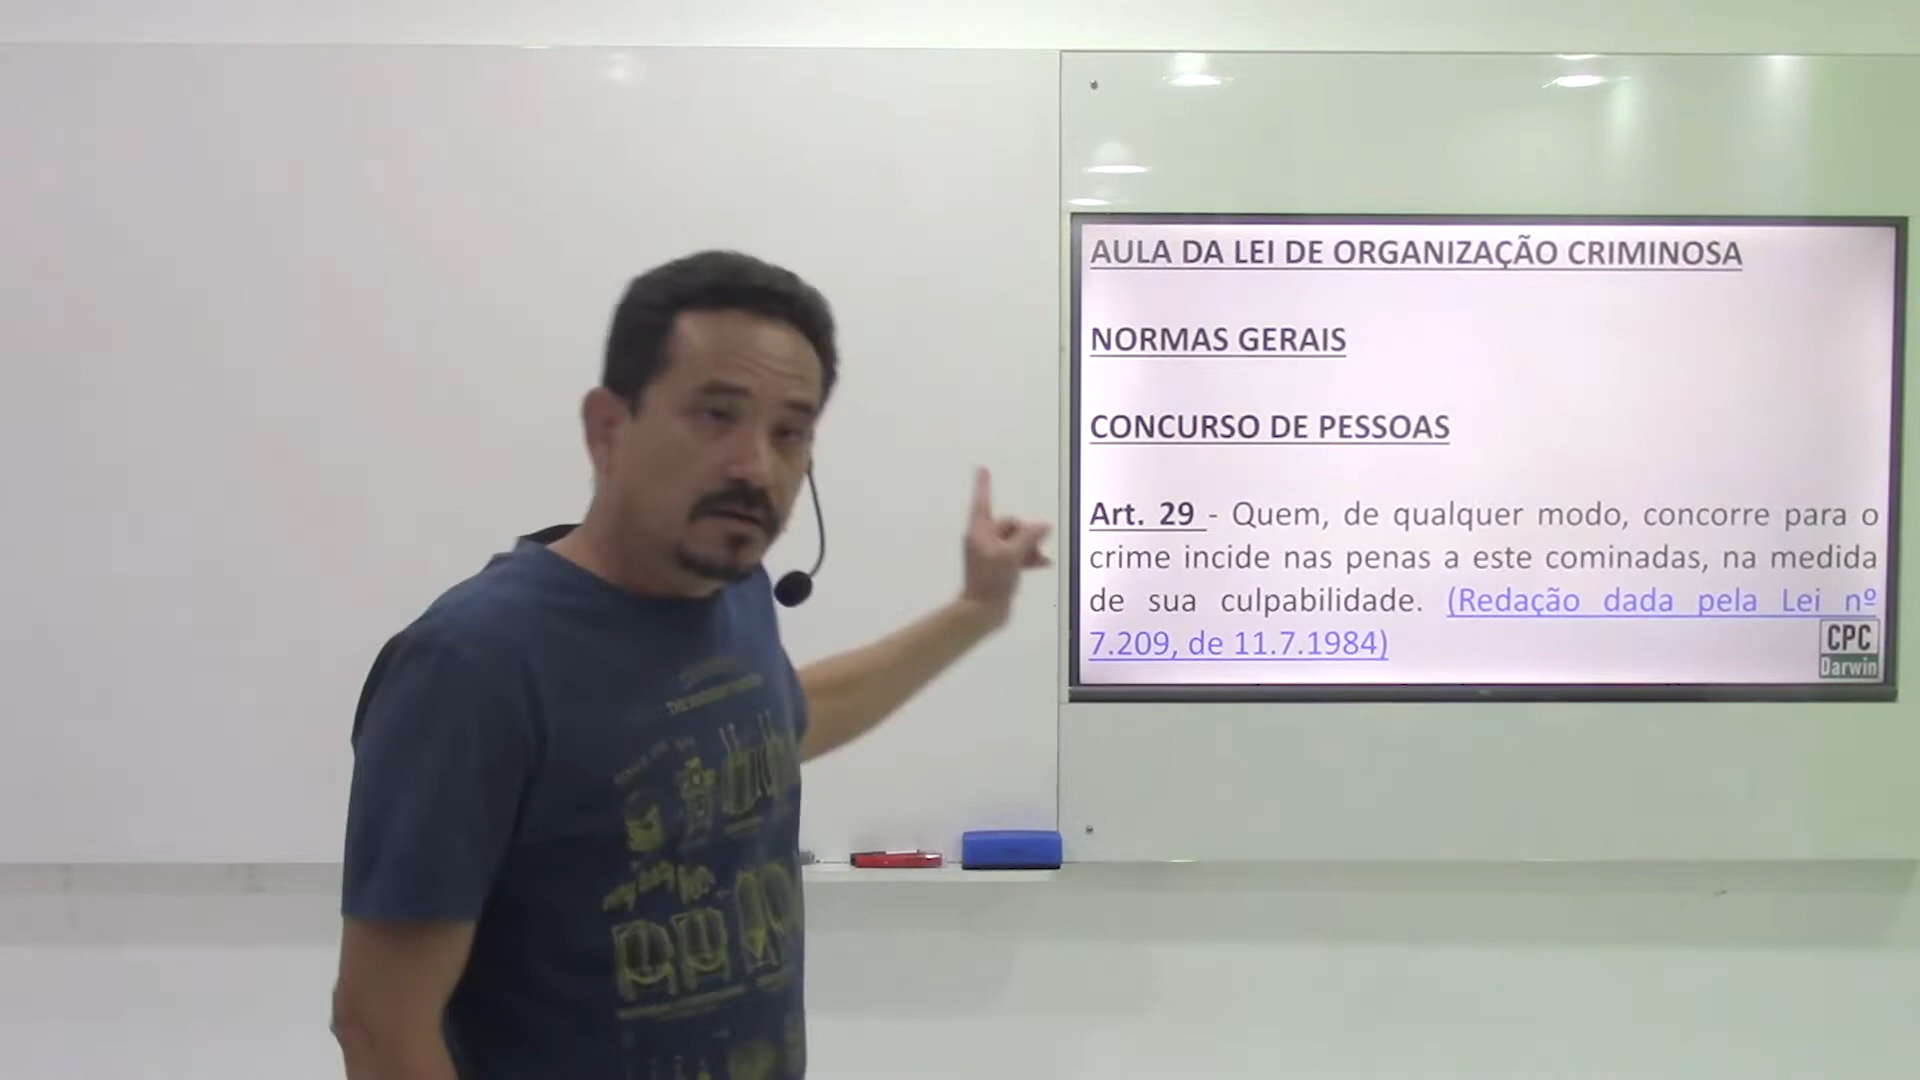 AULA DA LEI DE ORGANIZAÇÃO CRIMINOSA
NORMAS GERAIS
CONCURSO DE PESSOAS
Art. 29 - Quem, de qualquer modo, concorre para o
crime incide nas penas a este cominadas, na medida
de sua culpabilidade. (Redação dada pela Lei nº
7.209, de 11.7.1984)
CPC
Darwin